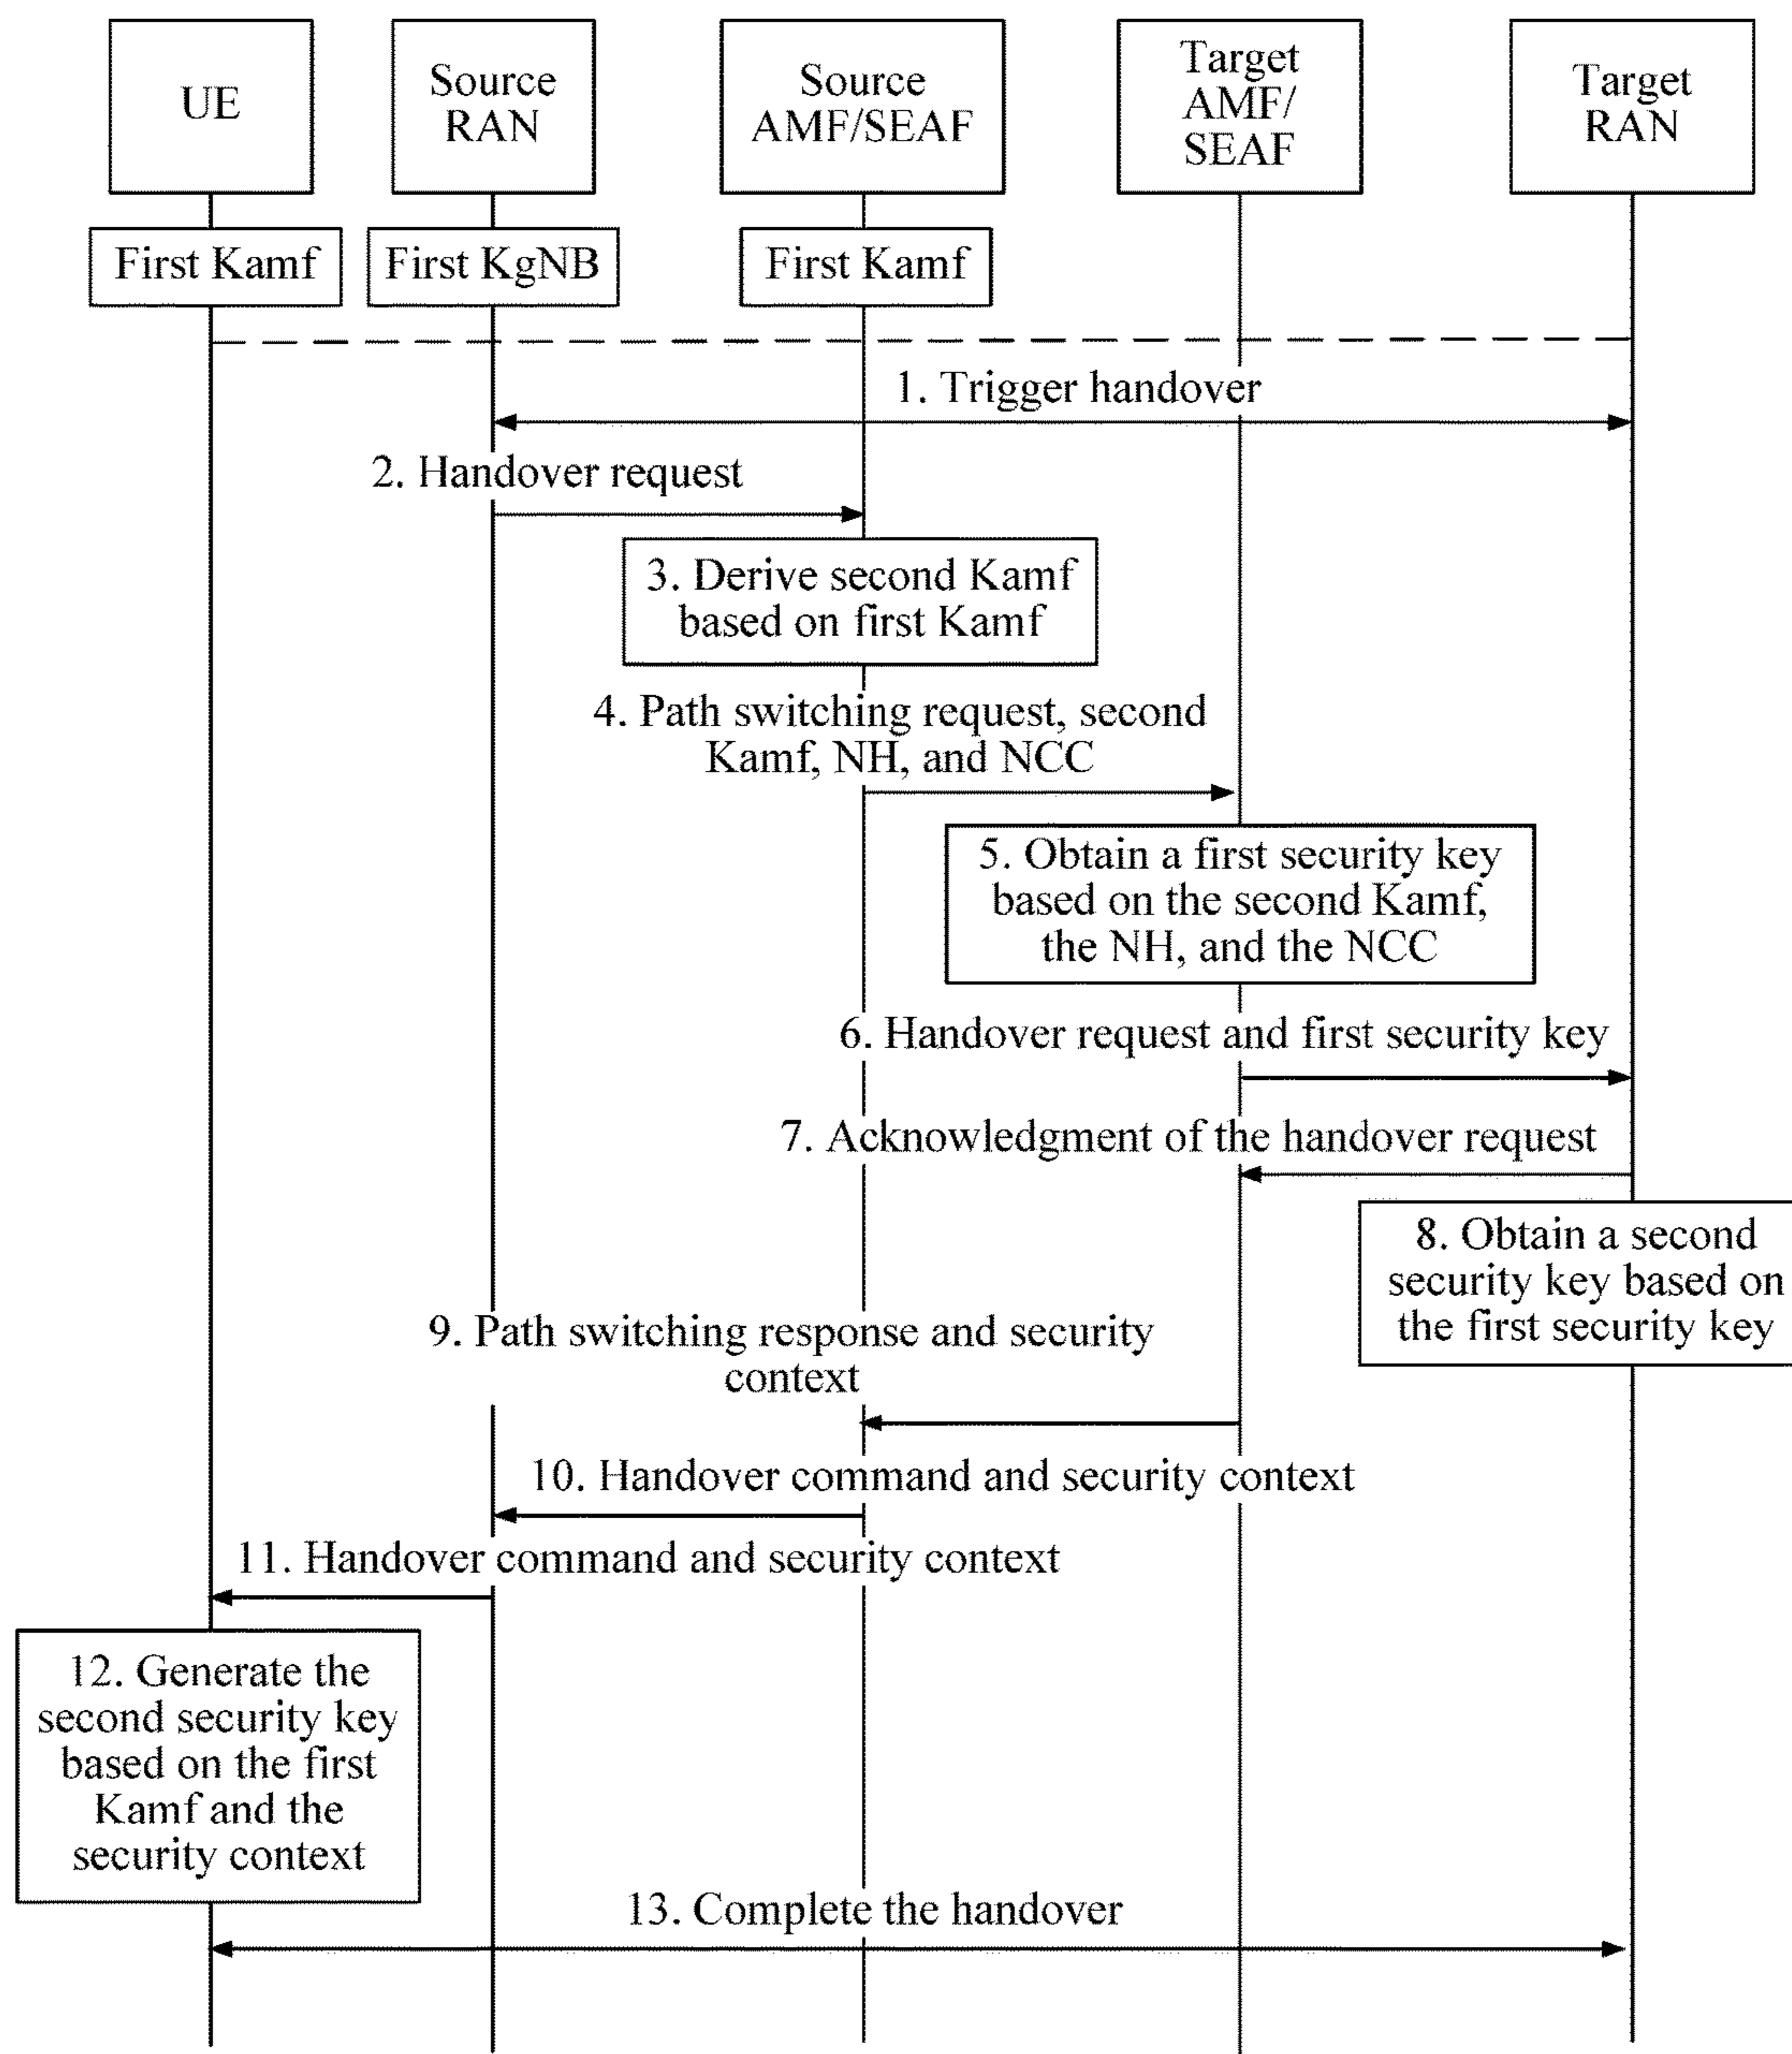 UE
Source
RAN
Source
AMF/SEAF
Target
AMF/
SEAF
Target
RAN
First Kamf
First KgNB
First Kamf
1. Trigger handover
2. Handover request
3. Derive second Kamf
based on first Kamf
4. Path switching request, second
Kamf, NH, and NCC
5. Obtain a first security key
based on the second Kamf,
the NH, and the NCC
6. Handover request and first security key
7. Acknowledgment of the handover request
8. Obtain a second
security key based on
the first security key
9. Path switching response and security
context
10. Handover command and security context
11. Handover command and security context
12. Generate the
second security key
based on the first
Kamf and the
security context
13. Complete the handover